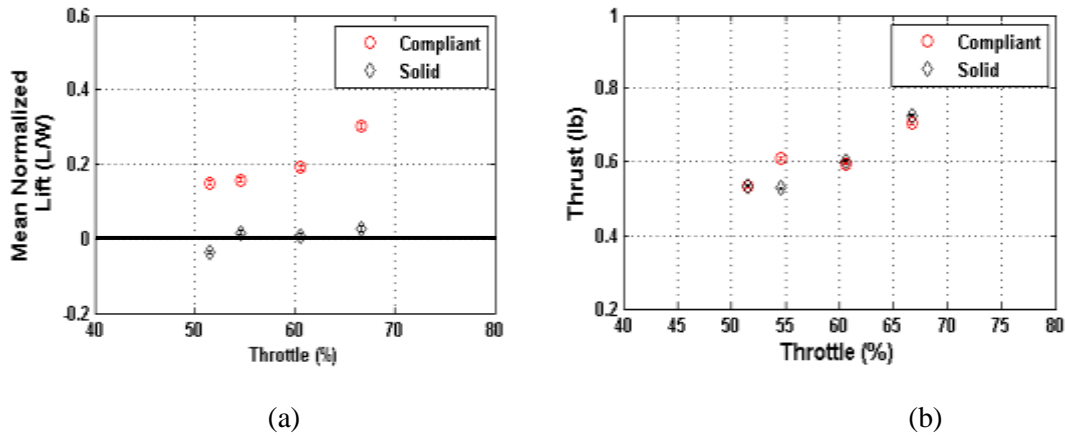 0.6
0.4
0.2
0
-0.2
40
50
60
70
80
Mean Normalized
Lift (L/W)
Throttle (%)
Compliant
Solid
(a)
1
0.8
0.6
0.4
0.2
40
45
50
55
60
65
70
75
80
Thrust (lb)
Throttle (%)
Compliant
Solid
(b)